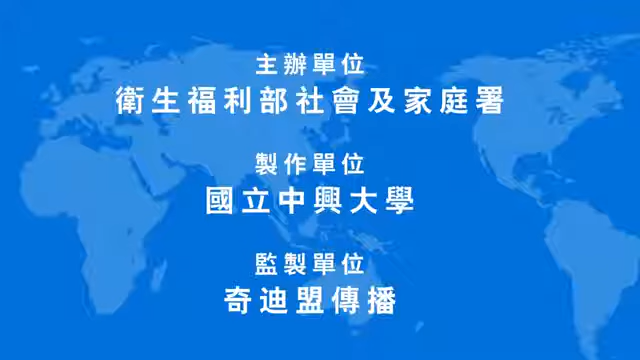 主辦單位
衛生福利部社會及家庭署
製作單位
國立中興大學
監製單位
奇迪盟傳播